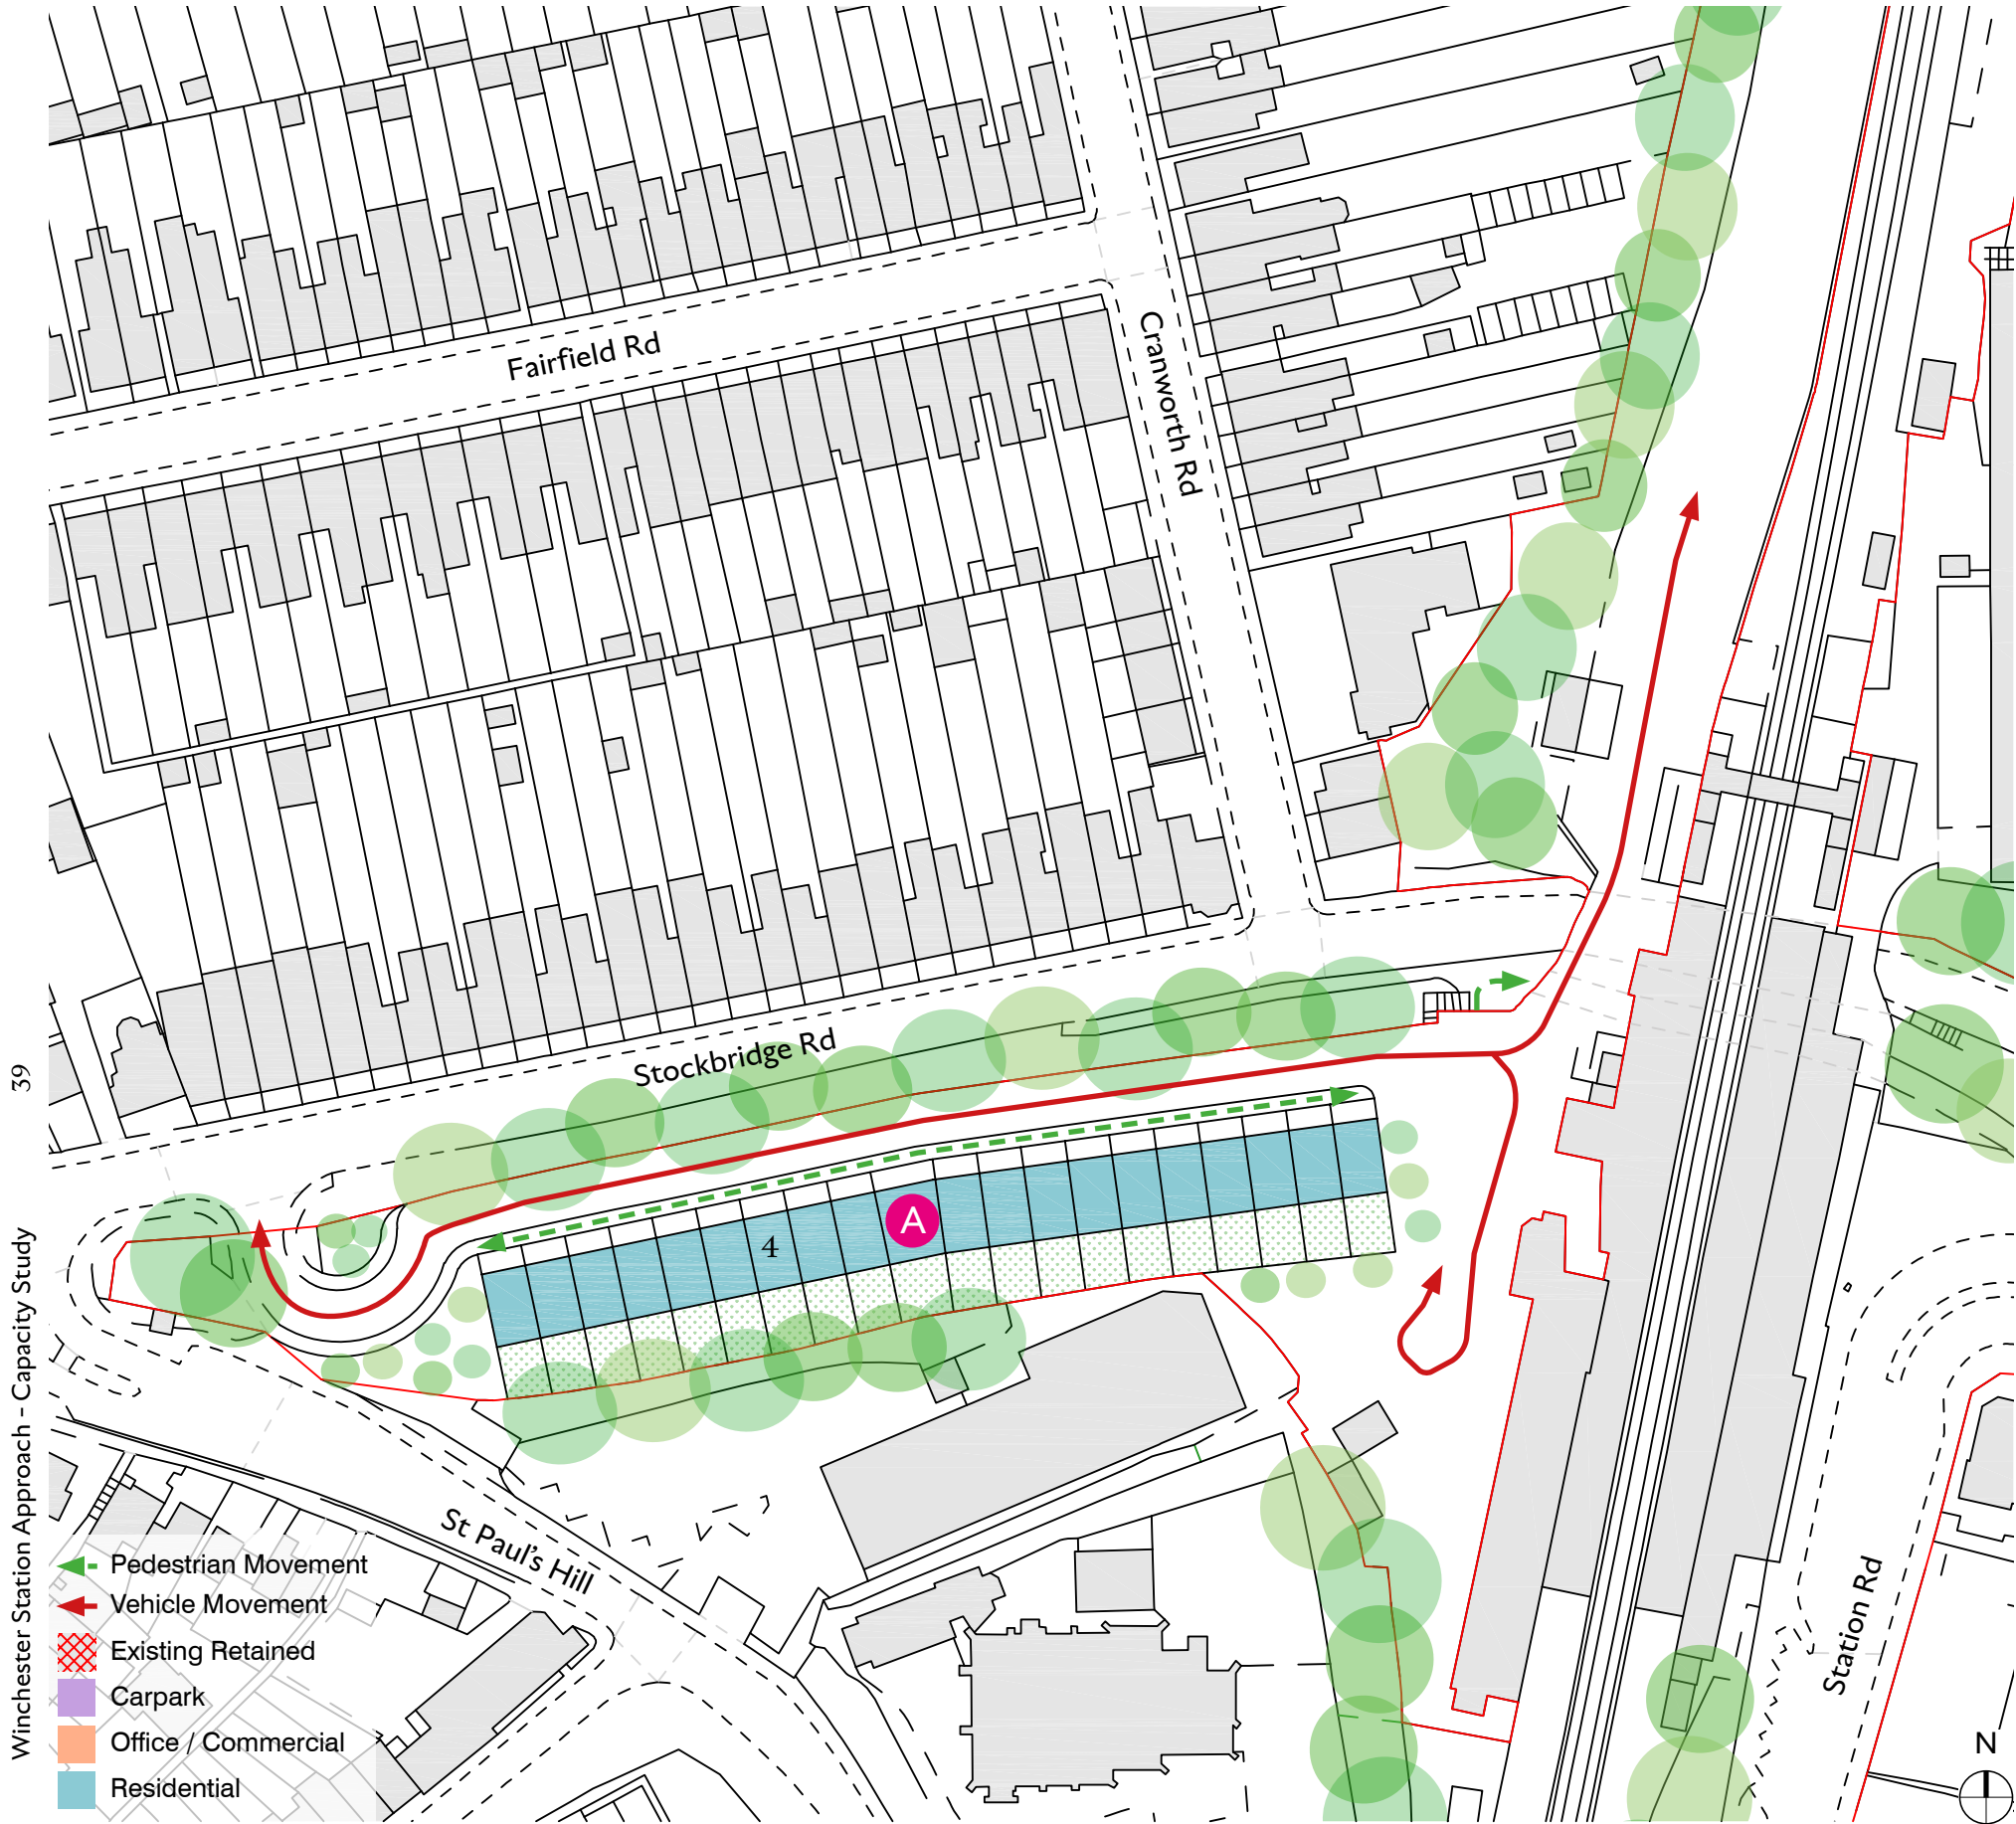 Fairfield Rd
Cranworth Rd
Stockbridge Rd
A
4
St Paul's Hill
Station Rd
39
Winchester Station Approach - Capacity Study
Pedestrian Movement
Vehicle Movement
Existing Retained
Carpark
Office / Commercial
Residential
N